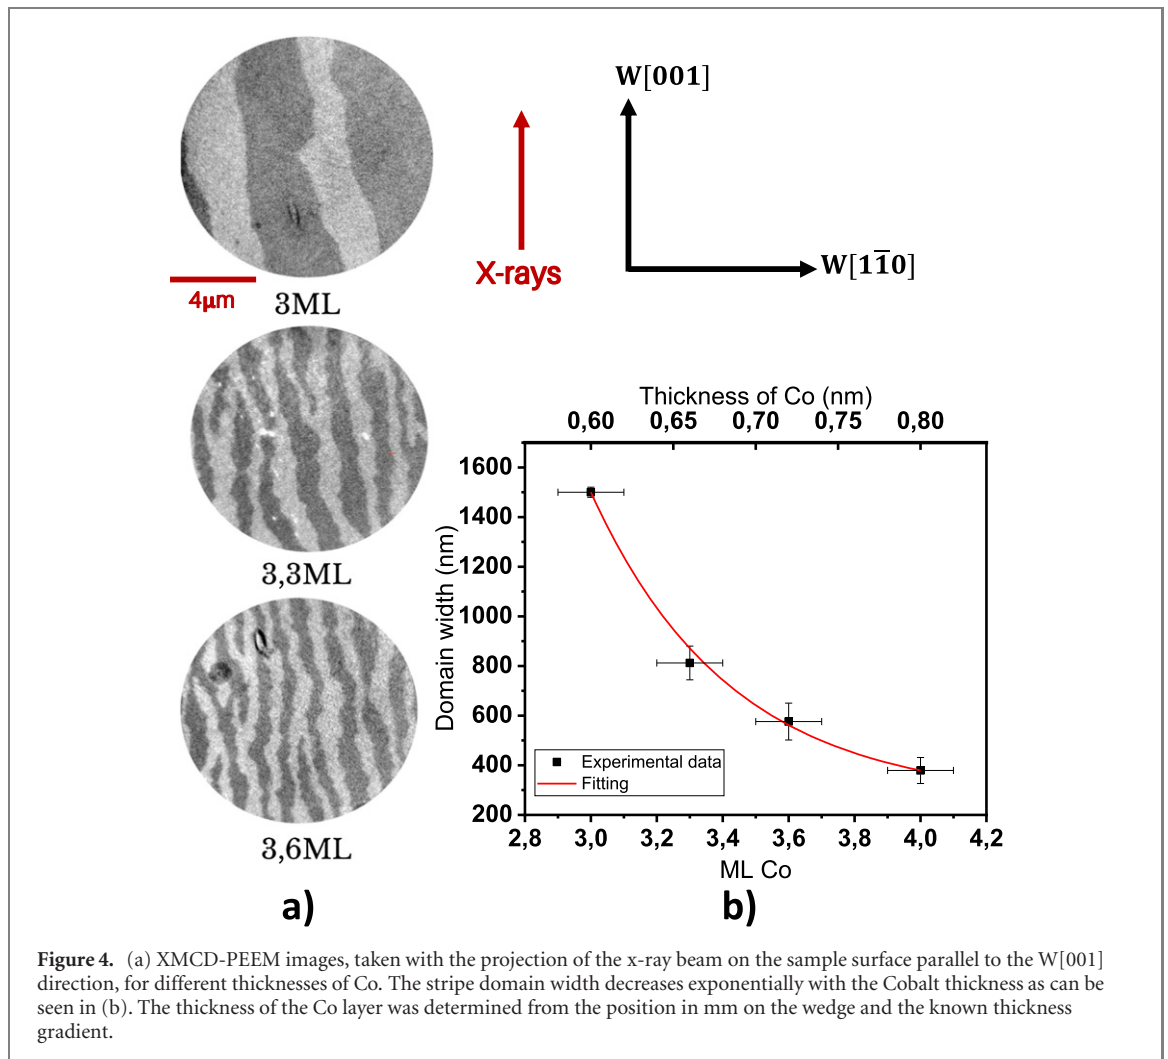 4μm
3ML
3,3ML
3,6ML
a)
X-rays
W[001]
W[11̅0]
Thickness of Co (nm)
0,60 0,65 0,70 0,75 0,80
1600
1400
1200
1000
800
600
400
200
Domain width (nm)
Experimental data
Fitting
2,8 3,0 3,2 3,4 3,6 3,8 4,0 4,2
ML Co
b)
Figure 4. (a) XMCD-PEEM images, taken with the projection of the x-ray beam on the sample surface parallel to the W[001]
direction, for different thicknesses of Co. The stripe domain width decreases exponentially with the Cobalt thickness as can be
seen in (b). The thickness of the Co layer was determined from the position in mm on the wedge and the known thickness
gradient.